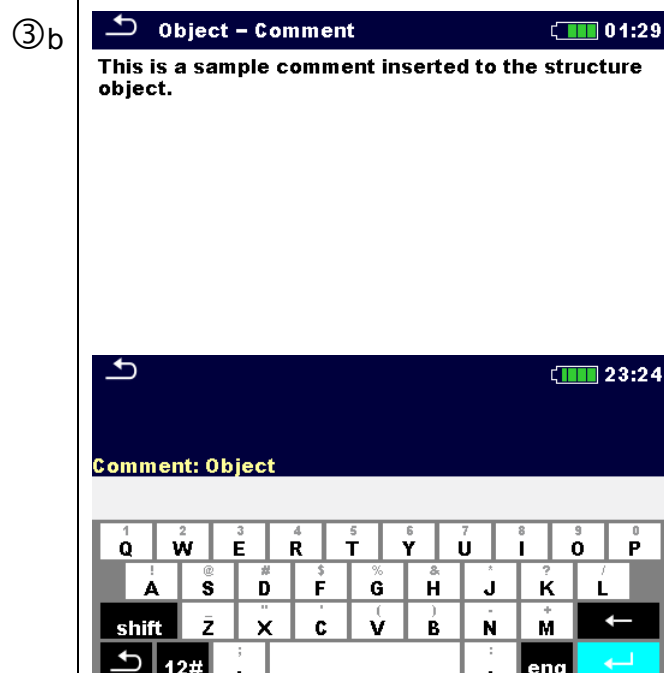 ③b
Object – Comment 01:29
This is a sample comment inserted to the structure
object.
23:24
Comment: Object
1 2 3 4 5 6 7 8 9 0
Q W E R T Y U I O P
! @ # $ % & * ? /
A S D F G H J K L
_ " ' ( ) - +
shift Z X C V B N M ←
; :
12# , . eng